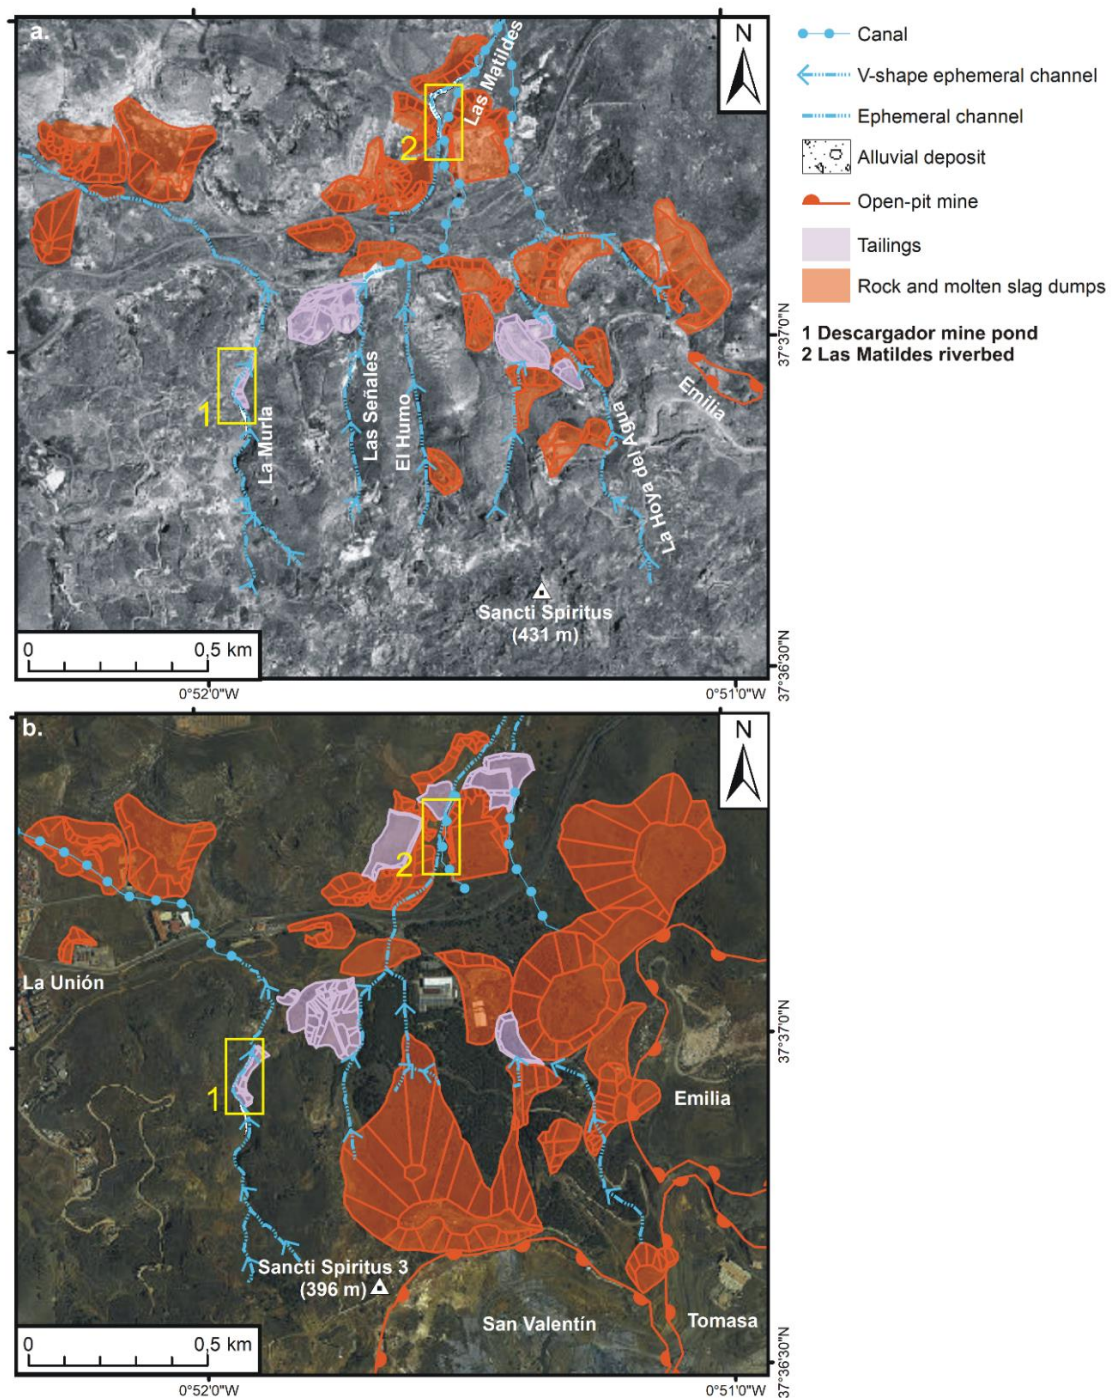 a.
N
Las Matildes
2
1
La Murla
Las Señales
El Humo
La Hoya del Agua
Emilia
Sancti Spiritus
(431 m)
0 0,5 km
37°37'0"N
37°36'30"N
0°52'0"W
0°51'0"W
Canal
V-shape ephemeral channel
Ephemeral channel
Alluvial deposit
Open-pit mine
Tailings
Rock and molten slag dumps
1 Descargador mine pond
2 Las Matildes riverbed
b.
N
2
La Unión
1
Emilia
Sancti Spiritus 3
(396 m)
San Valentín
Tomasa
0 0,5 km
37°37'0"N
37°36'30"N
0°52'0"W
0°51'0"W